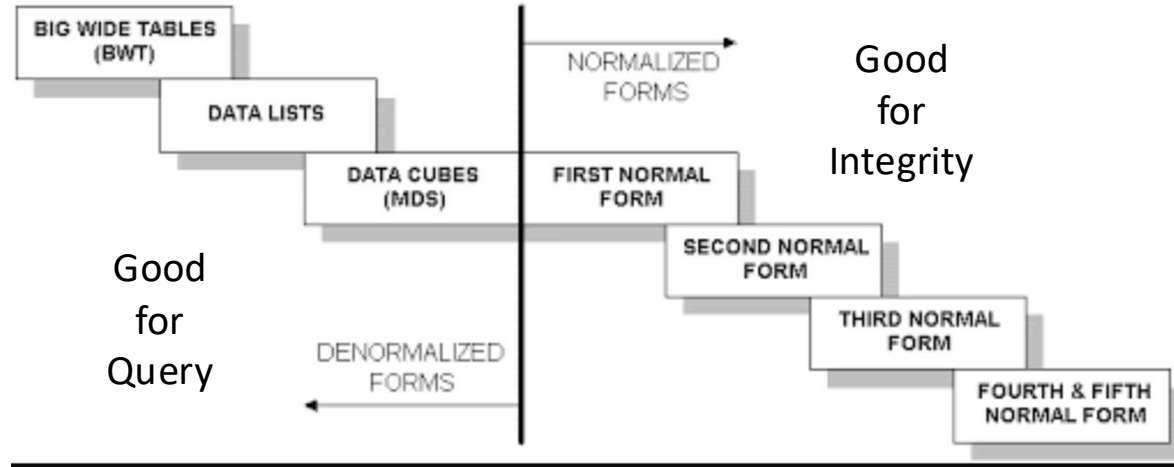 BIG WIDE TABLES
(BWT)
DATA LISTS
DATA CUBES
(MDS)
FIRST NORMAL
FORM
SECOND NORMAL
FORM
THIRD NORMAL
FORM
FOURTH & FIFTH
NORMAL FORM
NORMALIZED
FORMS
Good
for
Integrity
Good
for
Query
DENORMALIZED
FORMS